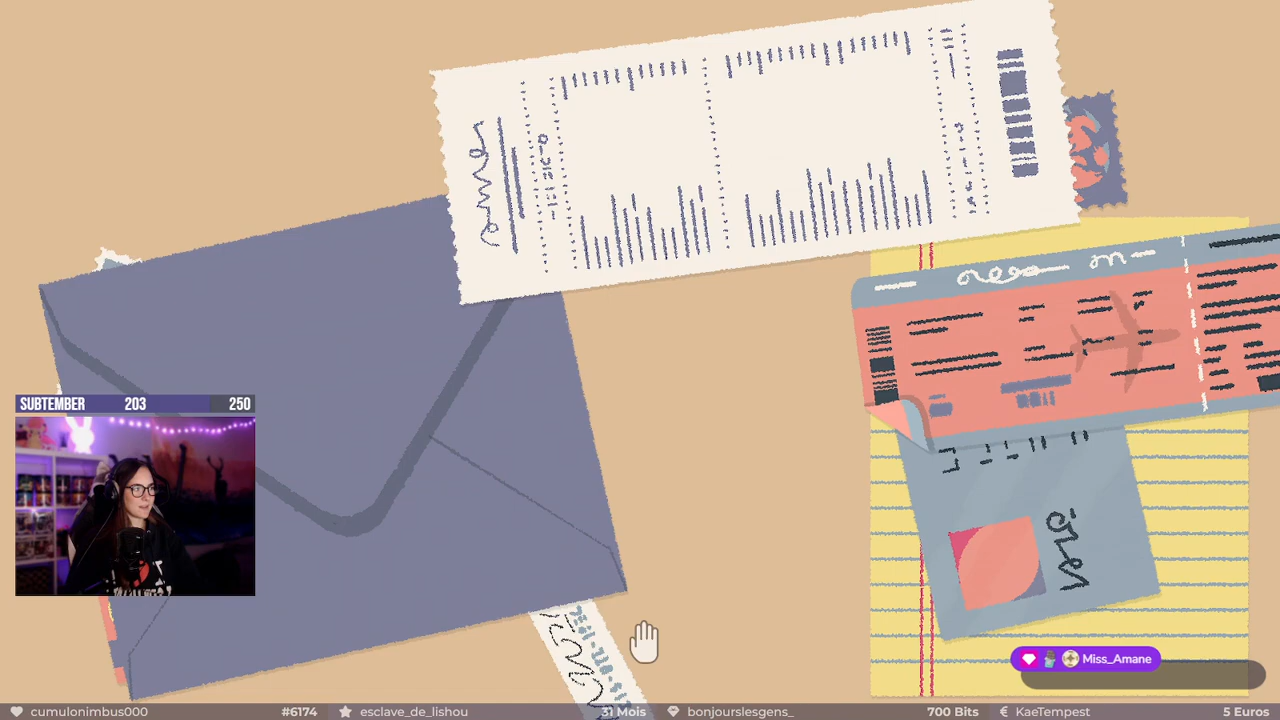 SUBTEMBER 203 250
Miss_Amane
cumulonimbus000 #6174 esclave_de_lishou 31 Mois bonjourslesgens_ 700 Bits KaeTempest 5 Euros